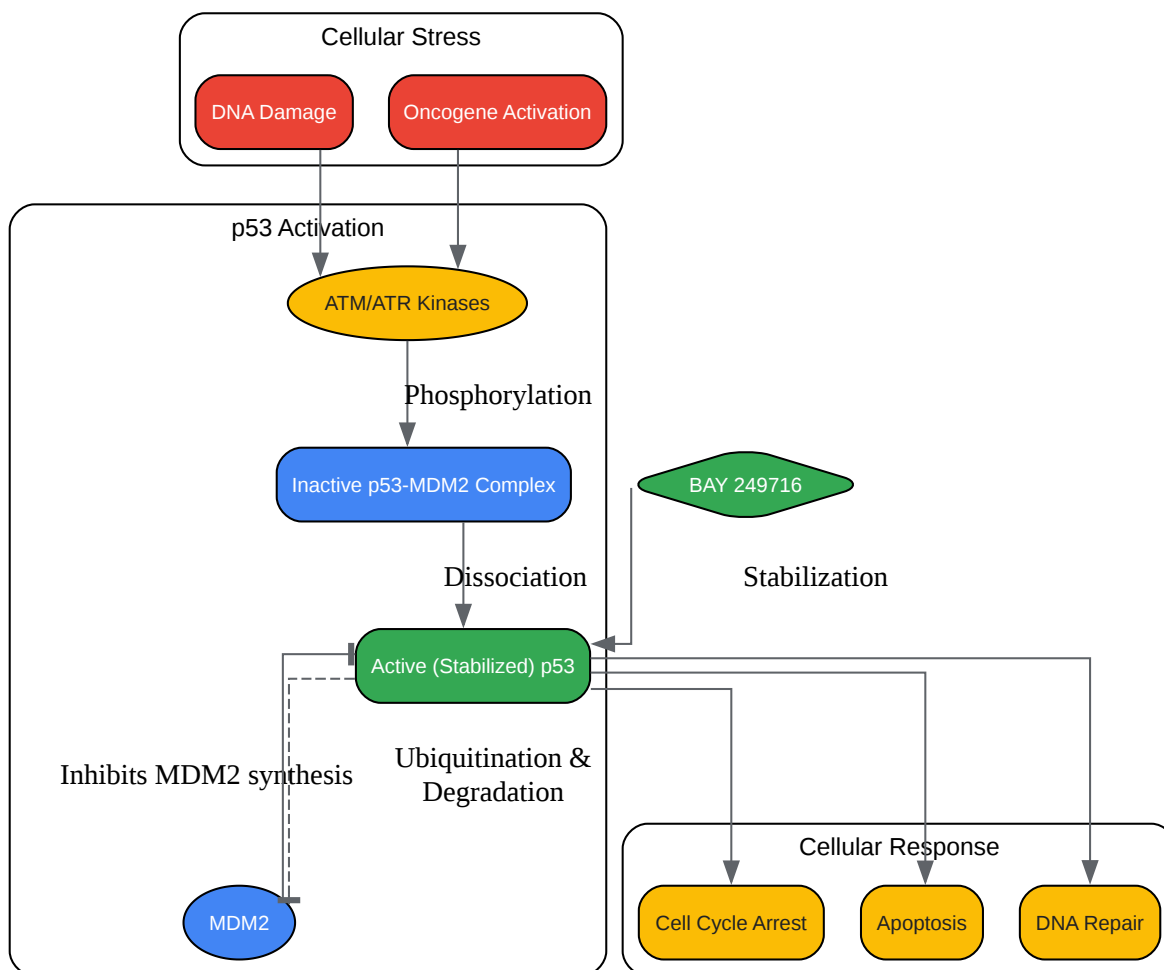 Cellular Stress
DNA Damage
Oncogene Activation
p53 Activation
ATM/ATR Kinases
Phosphorylation
Inactive p53-MDM2 Complex
BAY 249716
Dissociation
Stabilization
Active (Stabilized) p53
Inhibits MDM2 synthesis
Ubiquitination &
Degradation
Cellular Response
MDM2
Cell Cycle Arrest
Apoptosis
DNA Repair